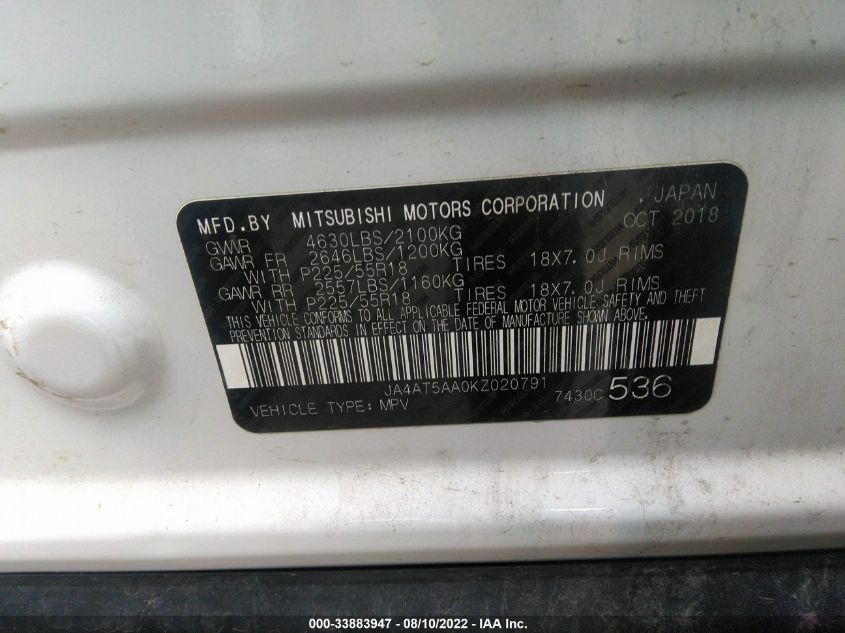 MFD.BY MITSUBISHI MOTORS CORPORATION . JAPAN
OCT 2018
GWWR 4630LBS/2100KG
GAWR FR 2646LBS/1200KG
WITH P225/55R18 TIRES 18X7.0J RIMS
GAWR RR 2557LBS/1160KG
WITH P225/55R18 TIRES 18X7.0J RIMS
THIS VEHICLE CONFORMS TO ALL APPLICABLE FEDERAL MOTOR VEHICLE SAFETY AND THEFT
PREVENTION STANDARDS IN EFFECT ON THE DATE OF MANUFACTURE SHOWN ABOVE.
JA4AT5AA0KZ020791
VEHICLE TYPE: MPV 7430C 536
000-33883947 - 08/10/2022 - IAA Inc.